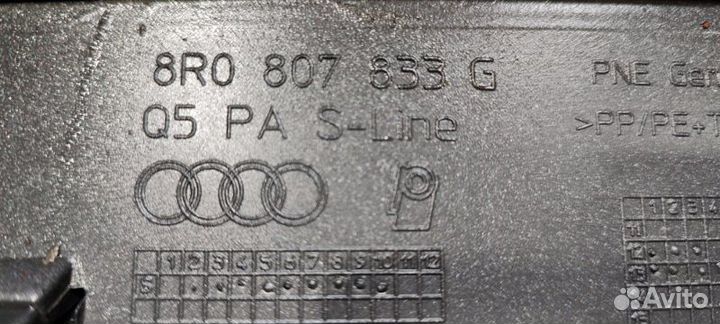 8R0 807 833 G
Q5 PA S-Line
PNE Ger
>PP/PE+T
1 2 3 4 5 6 7 8 9 10 11 12
1 2 3 4
11
12
13
Avito